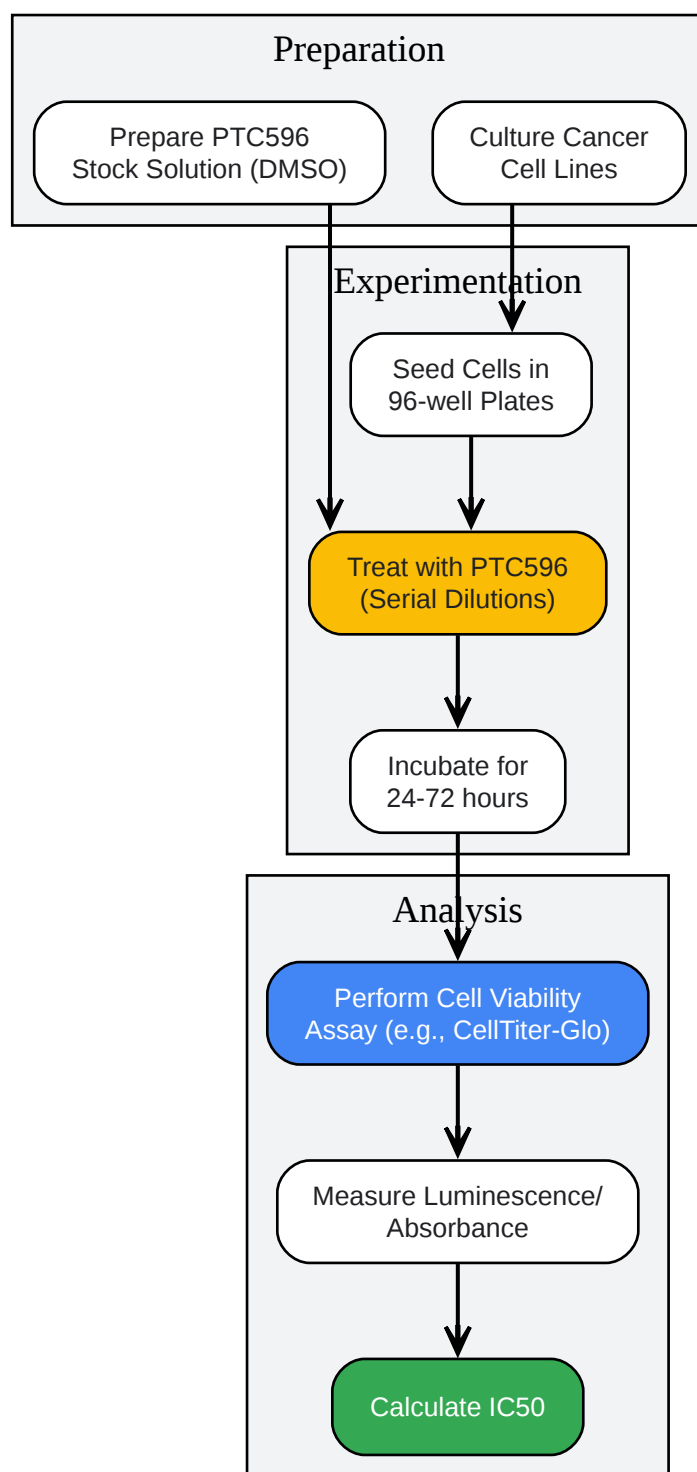 Preparation
Prepare PTC596
Stock Solution (DMSO)
Culture Cancer
Cell Lines
Experimentation
Seed Cells in
96-well Plates
Treat with PTC596
(Serial Dilutions)
Incubate for
24-72 hours
Analysis
Perform Cell Viability
Assay (e.g., CellTiter-Glo)
Measure Luminescence/
Absorbance
Calculate IC50